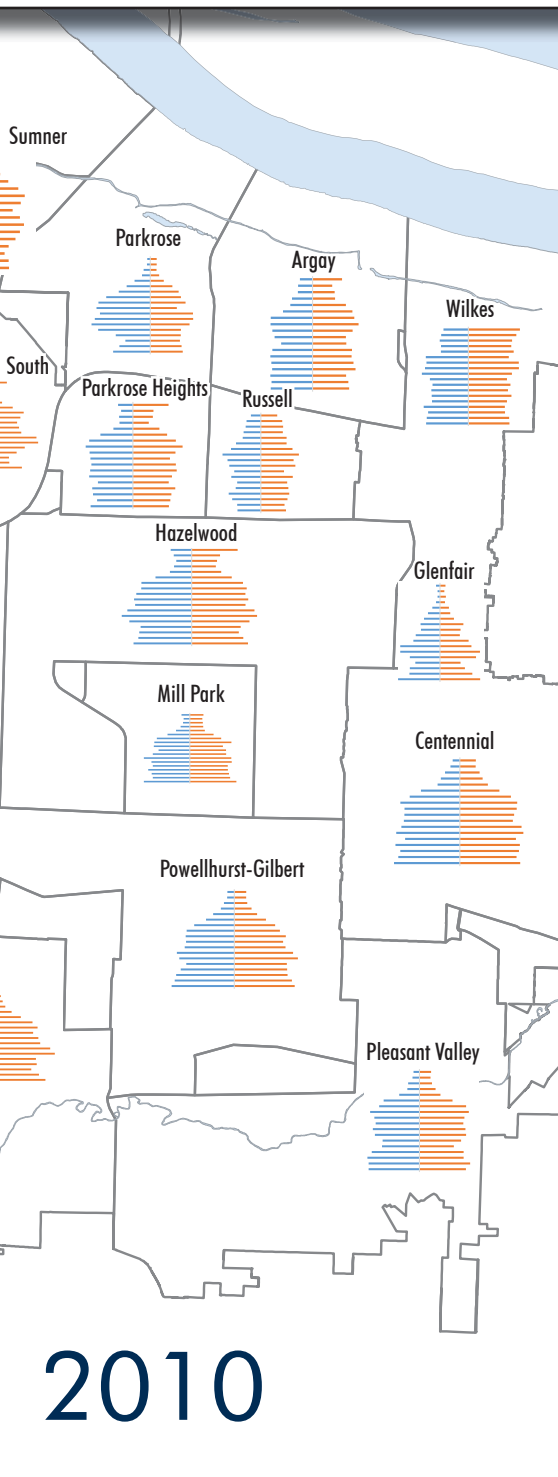 Sumner
Parkrose
Argay
Wilkes
South
Parkrose Heights
Russell
Hazelwood
Glenfair
Mill Park
Centennial
Powellhurst-Gilbert
Pleasant Valley
2010